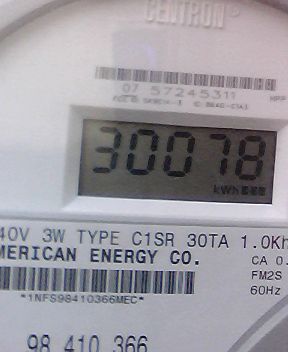 CENTRON
07 57245311
30078
kWh
40V 3W TYPE C1SR 30TA 1.0Kh
MERICAN ENERGY CO.
CA 0.
FM2S
60Hz
*1NFS98410366MEC*
98 410 366